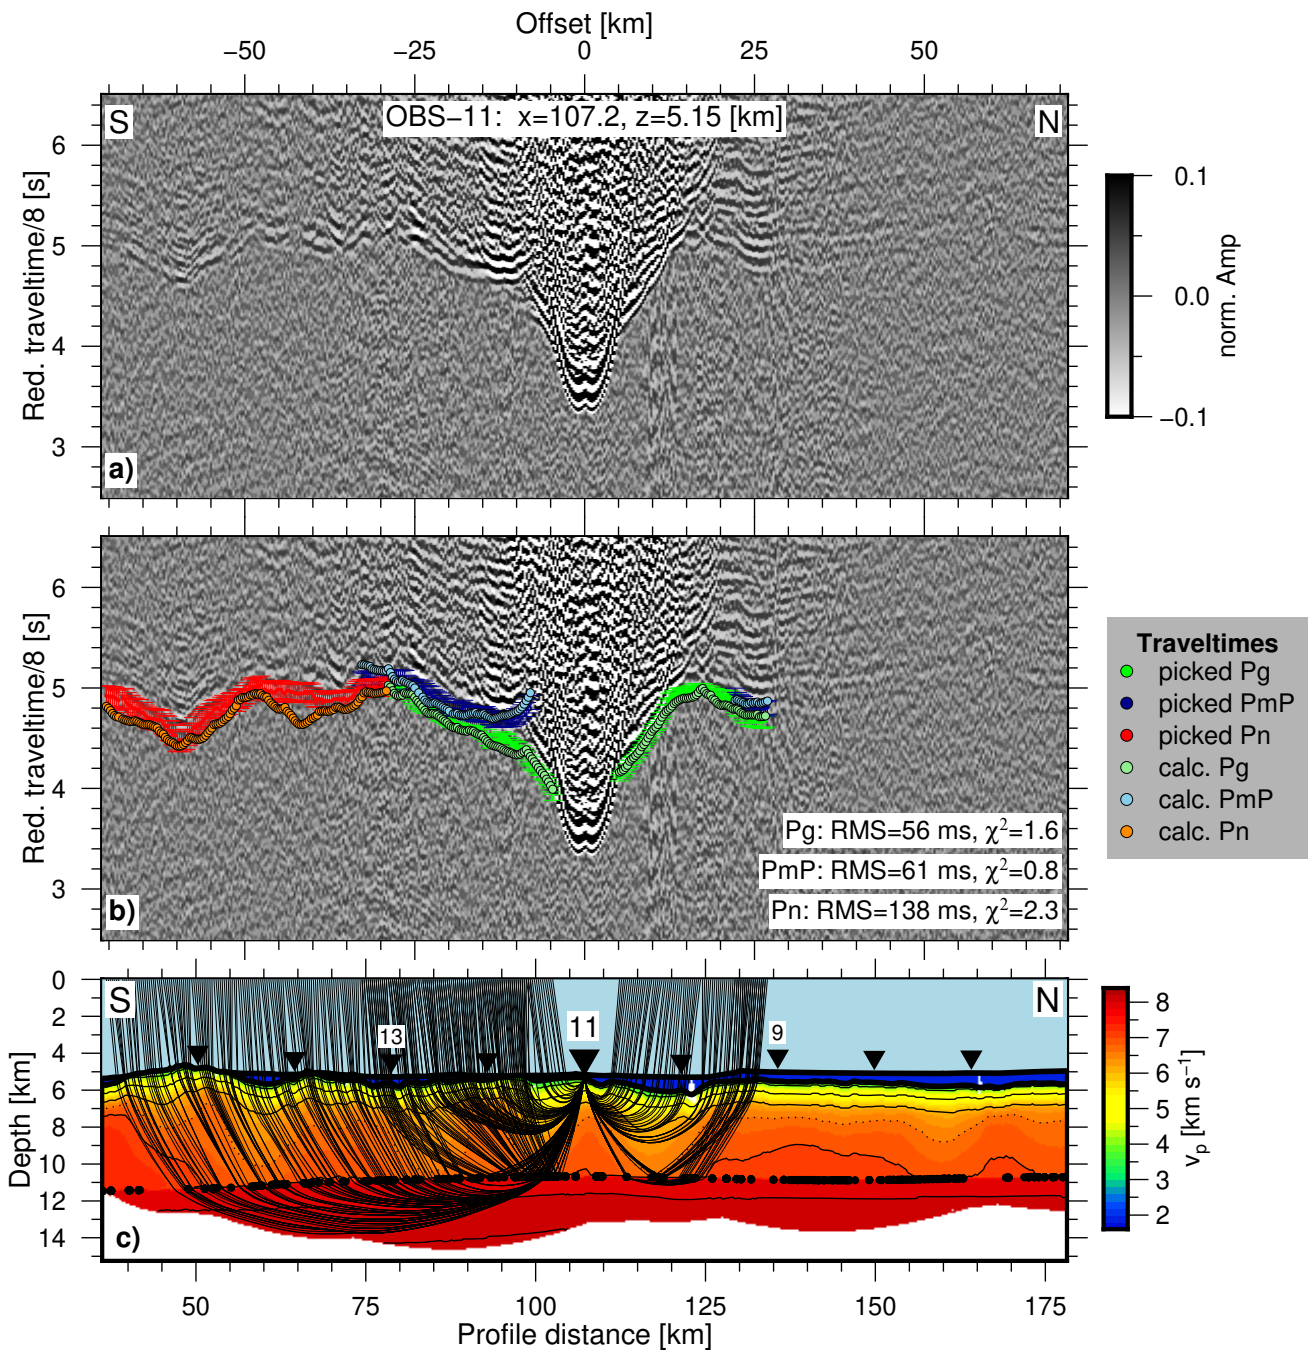 Offset [km]
−50 −25 0 25 50
S OBS−11: x=107.2, z=5.15 [km] N
Red. traveltime/8 [s]
6
5
4
3
a)
0.1
0.0
−0.1
norm. Amp
Red. traveltime/8 [s]
6
5
4
3
b)
Pg: RMS=56 ms, χ²=1.6
PmP: RMS=61 ms, χ²=0.8
Pn: RMS=138 ms, χ²=2.3
Traveltimes
picked Pg
picked PmP
picked Pn
calc. Pg
calc. PmP
calc. Pn
Depth [km]
0
2
4
6
8
10
12
14
S N
13 11 9
c)
8
7
6
5
4
3
2
vp [km s⁻¹]
50 75 100 125 150 175
Profile distance [km]